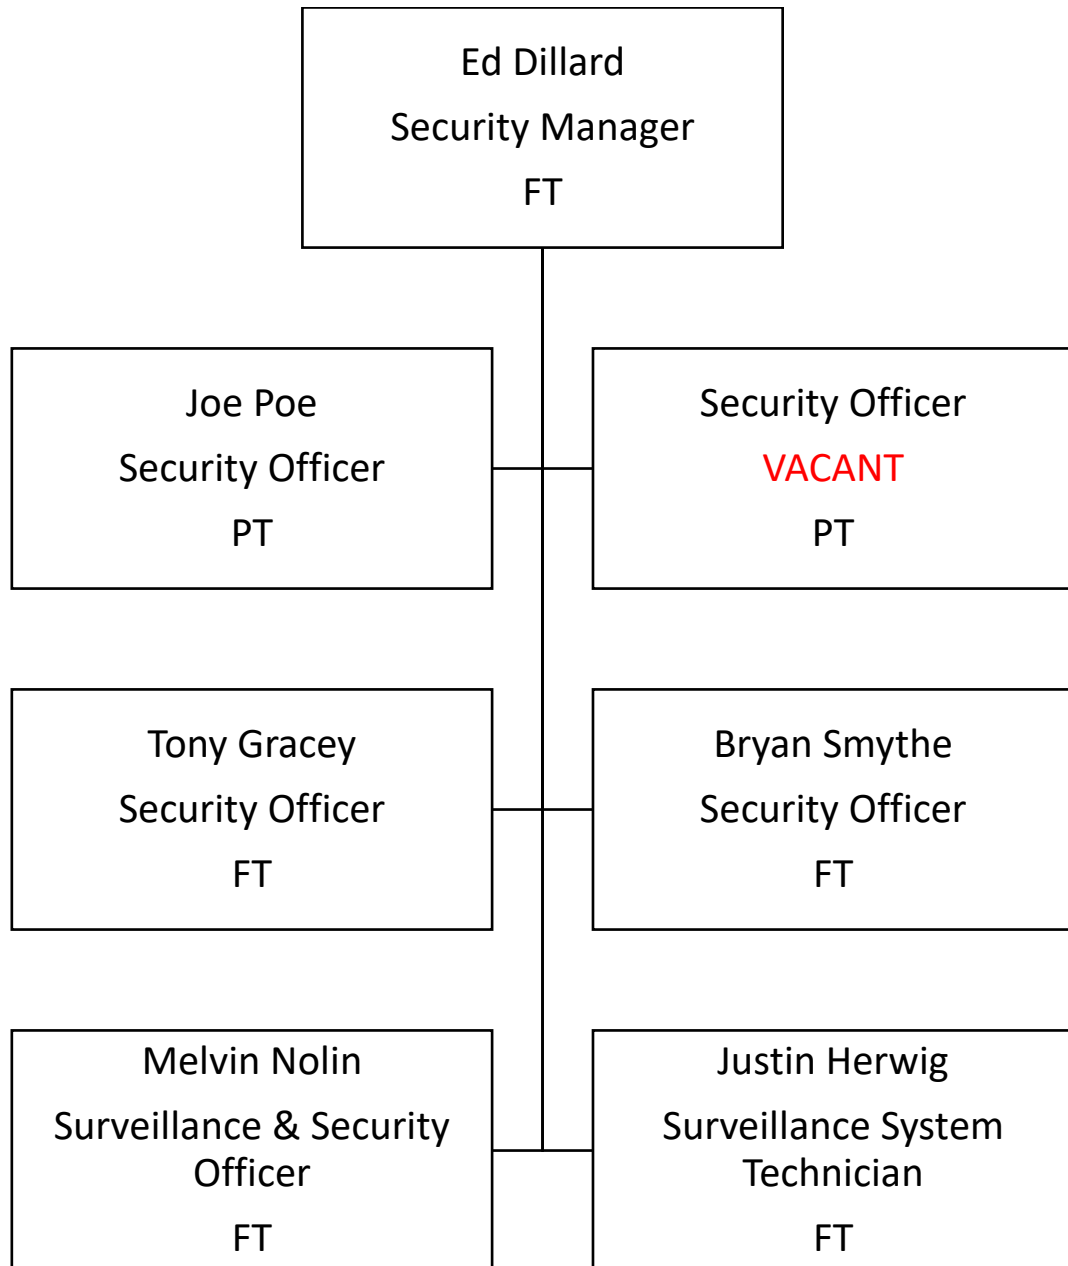 Ed Dillard
Security Manager
FT
Joe Poe
Security Officer
PT
Security Officer
VACANT
PT
Tony Gracey
Security Officer
FT
Bryan Smythe
Security Officer
FT
Melvin Nolin
Surveillance & Security
Officer
FT
Justin Herwig
Surveillance System
Technician
FT